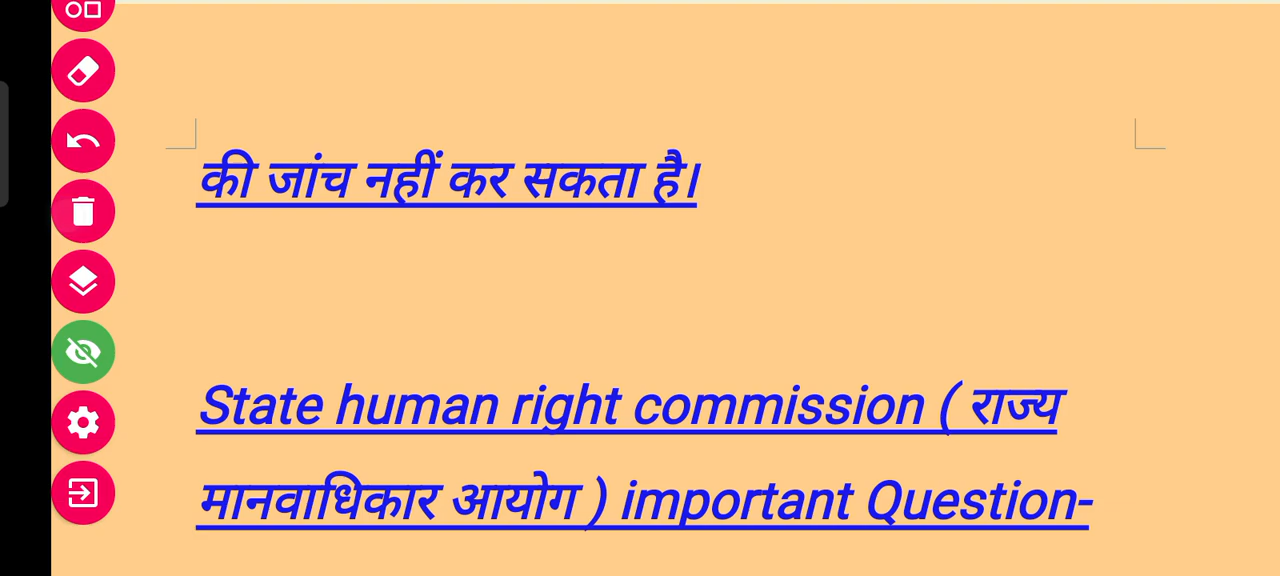 की जांच नहीं कर सकता है।
State human right commission ( राज्य
मानवाधिकार आयोग ) important Question-